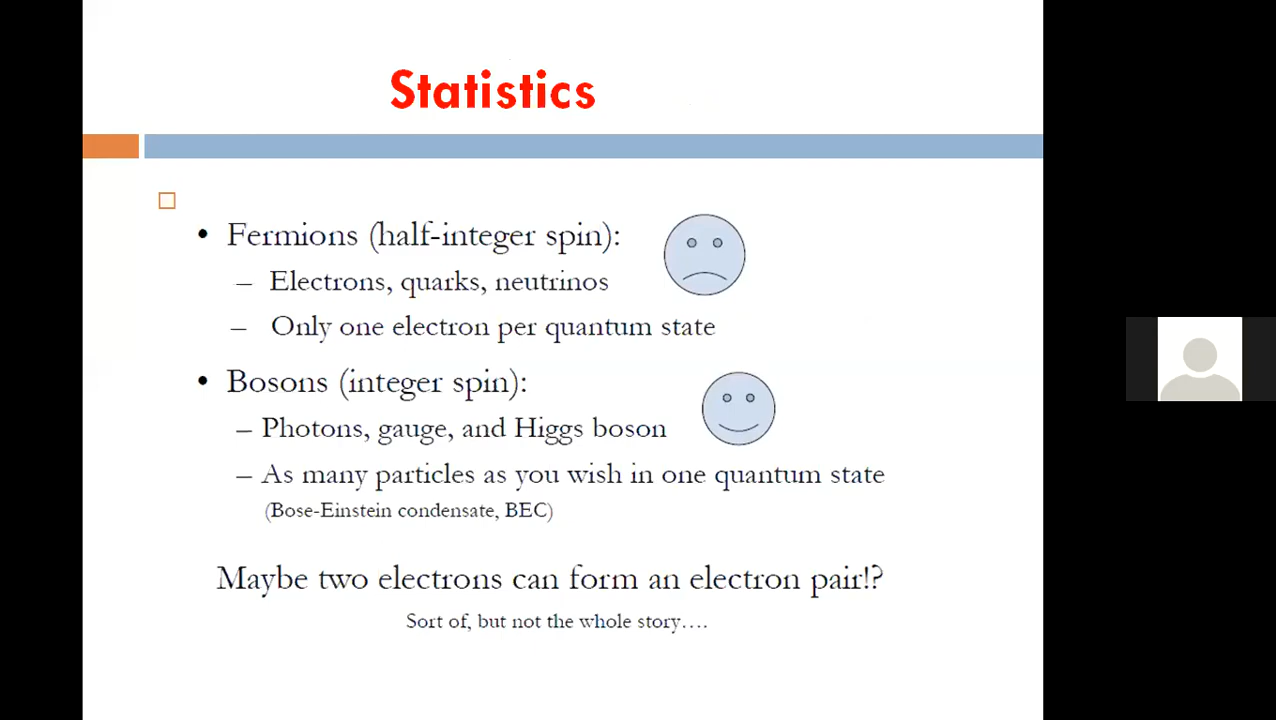 Statistics
• Fermions (half-integer spin):
– Electrons, quarks, neutrinos
– Only one electron per quantum state
• Bosons (integer spin):
– Photons, gauge, and Higgs boson
– As many particles as you wish in one quantum state
(Bose-Einstein condensate, BEC)
Maybe two electrons can form an electron pair!?
Sort of, but not the whole story….